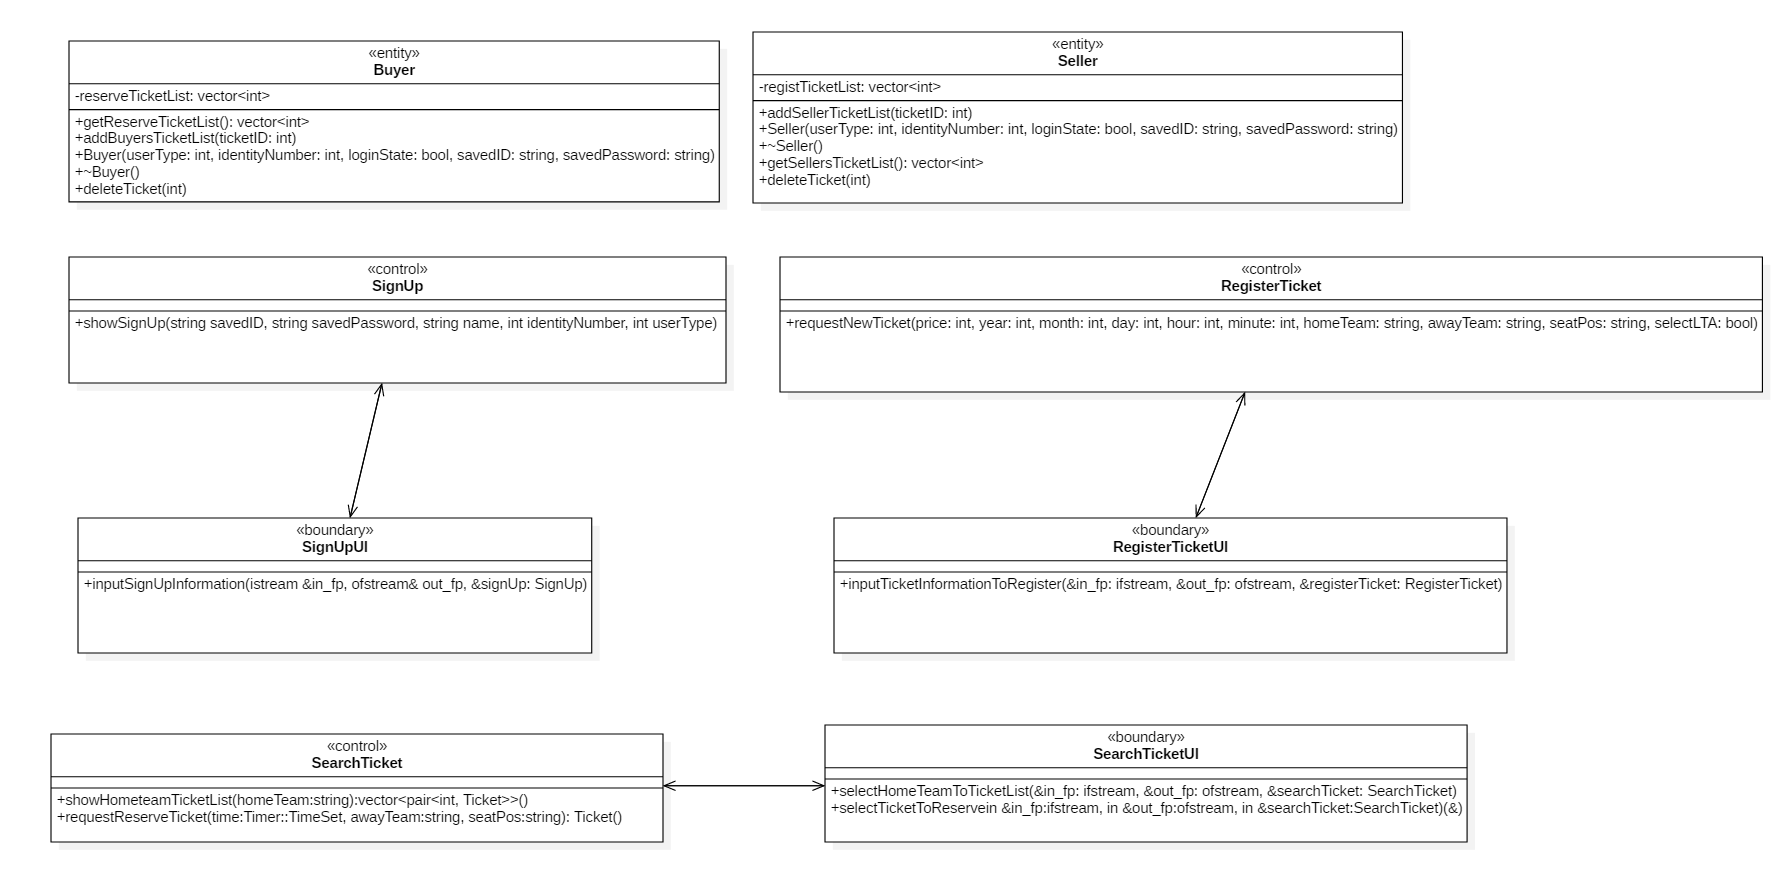 «entity»
Buyer
-reserveTicketList: vector<int>
+getReserveTicketList(): vector<int>
+addBuyersTicketList(ticketID: int)
+Buyer(userType: int, identityNumber: int, loginState: bool, savedID: string, savedPassword: string)
+~Buyer()
+deleteTicket(int)
«entity»
Seller
-registTicketList: vector<int>
+addSellerTicketList(ticketID: int)
+Seller(userType: int, identityNumber: int, loginState: bool, savedID: string, savedPassword: string)
+~Seller()
+getSellersTicketList(): vector<int>
+deleteTicket(int)
«control»
SignUp
+showSignUp(string savedID, string savedPassword, string name, int identityNumber, int userType)
«control»
RegisterTicket
+requestNewTicket(price: int, year: int, month: int, day: int, hour: int, minute: int, homeTeam: string, awayTeam: string, seatPos: string, selectLTA: bool)
«boundary»
SignUpUI
+inputSignUpInformation(istream &in_fp, ofstream& out_fp, &signUp: SignUp)
«boundary»
RegisterTicketUI
+inputTicketInformationToRegister(&in_fp: ifstream, &out_fp: ofstream, &registerTicket: RegisterTicket)
«control»
SearchTicket
+showHometeamTicketList(homeTeam:string):vector<pair<int, Ticket>>()
+requestReserveTicket(time:Timer::TimeSet, awayTeam:string, seatPos:string): Ticket()
«boundary»
SearchTicketUI
+selectHomeTeamToTicketList(&in_fp: ifstream, &out_fp: ofstream, &searchTicket: SearchTicket)
+selectTicketToReservein &in_fp:ifstream, in &out_fp:ofstream, in &searchTicket:SearchTicket)(&)